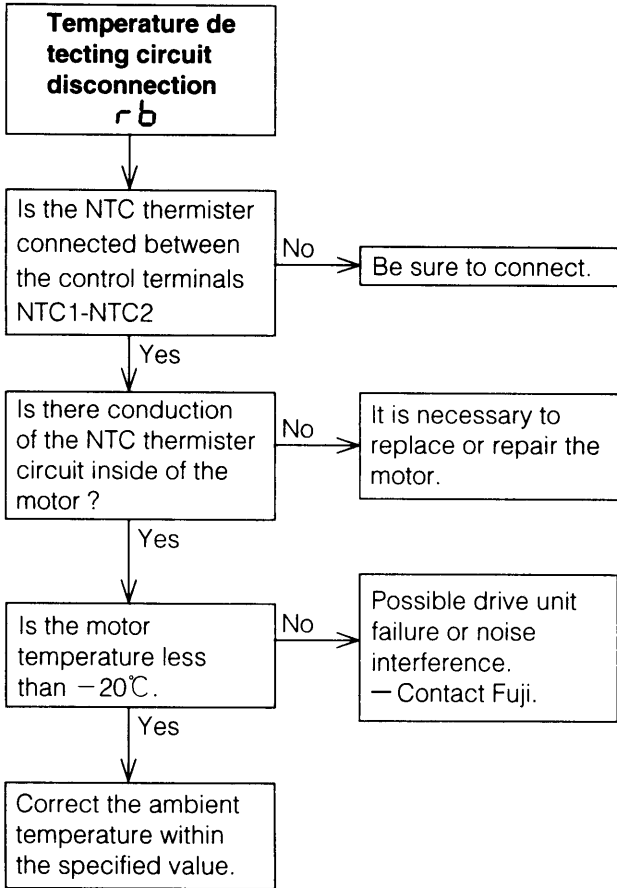 Temperature de
tecting circuit
disconnection
rb
Is the NTC thermister
connected between
the control terminals
NTC1-NTC2
No
Be sure to connect.
Yes
Is there conduction
of the NTC thermister
circuit inside of the
motor ?
No
It is necessary to
replace or repair the
motor.
Yes
Is the motor
temperature less
than −20℃.
No
Possible drive unit
failure or noise
interference.
— Contact Fuji.
Yes
Correct the ambient
temperature within
the specified value.